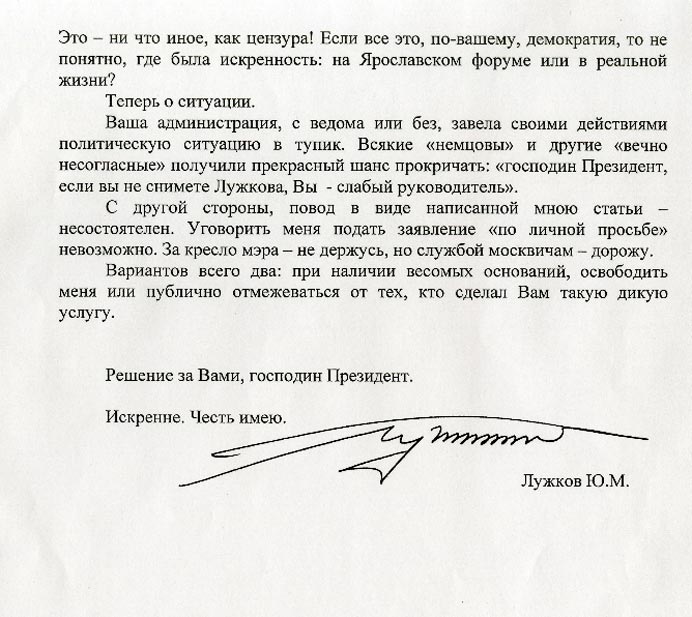 Это – ни что иное, как цензура! Если все это, по-вашему, демократия, то не
понятно, где была искренность: на Ярославском форуме или в реальной
жизни?
Теперь о ситуации.
Ваша администрация, с ведома или без, завела своими действиями
политическую ситуацию в тупик. Всякие «немцовы» и другие «вечно
несогласные» получили прекрасный шанс прокричать: «господин Президент,
если вы не снимете Лужкова, Вы  - слабый руководитель».
С другой стороны, повод в виде написанной мною статьи –
несостоятелен. Уговорить меня подать заявление «по личной просьбе»
невозможно. За кресло мэра – не держусь, но службой москвичам – дорожу.
Вариантов всего два: при наличии весомых оснований, освободить
меня или публично отмежеваться от тех, кто сделал Вам такую дикую
услугу.
Решение за Вами, господин Президент.
Искренне. Честь имею.
Лужков Ю.М.